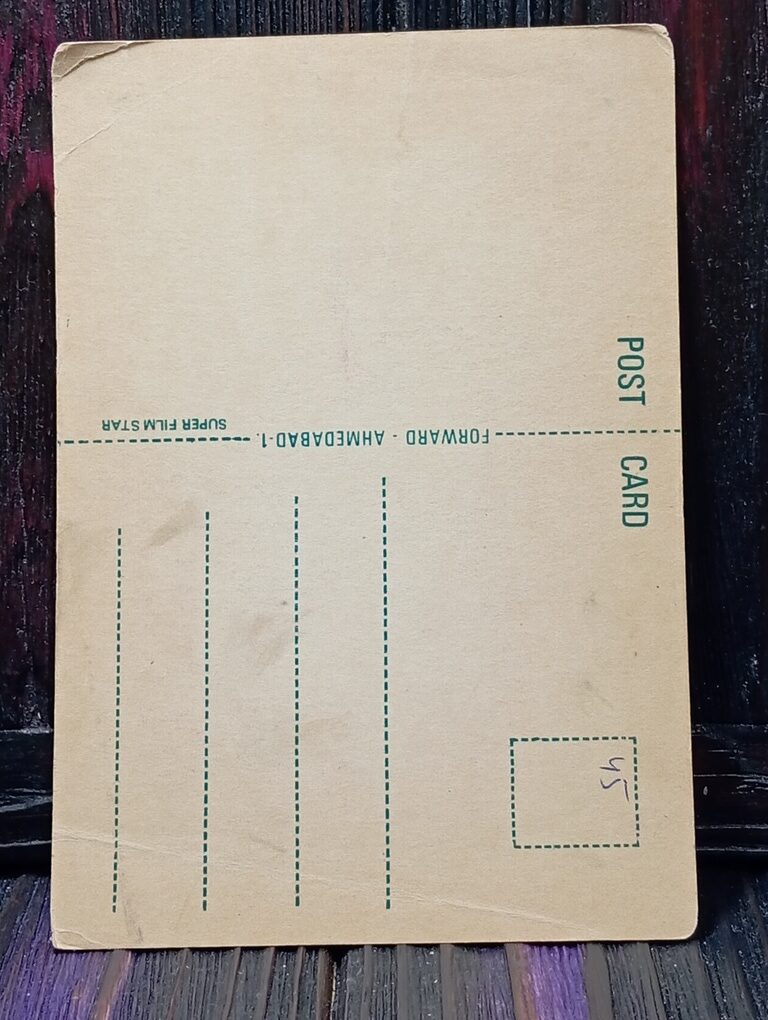 POST CARD
SUPER FILM STAR
FORWARD - AHMEDABAD-1.
45